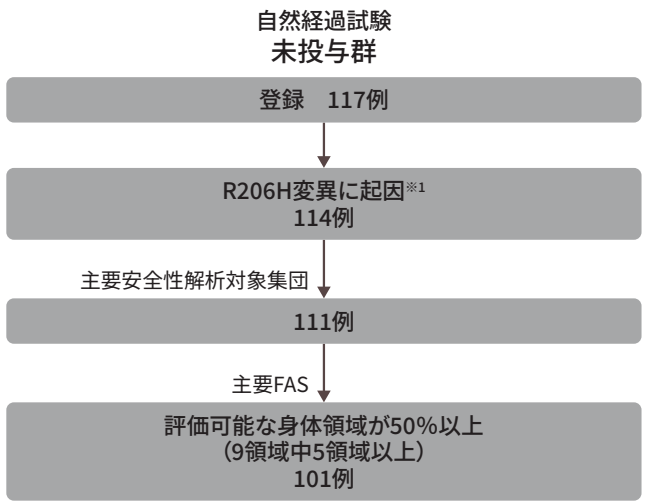 自然経過試験
未投与群
登録　117例
R206H変異に起因※1
114例
主要安全性解析対象集団
111例
主要FAS
評価可能な身体領域が50%以上
（9領域中5領域以上）
101例